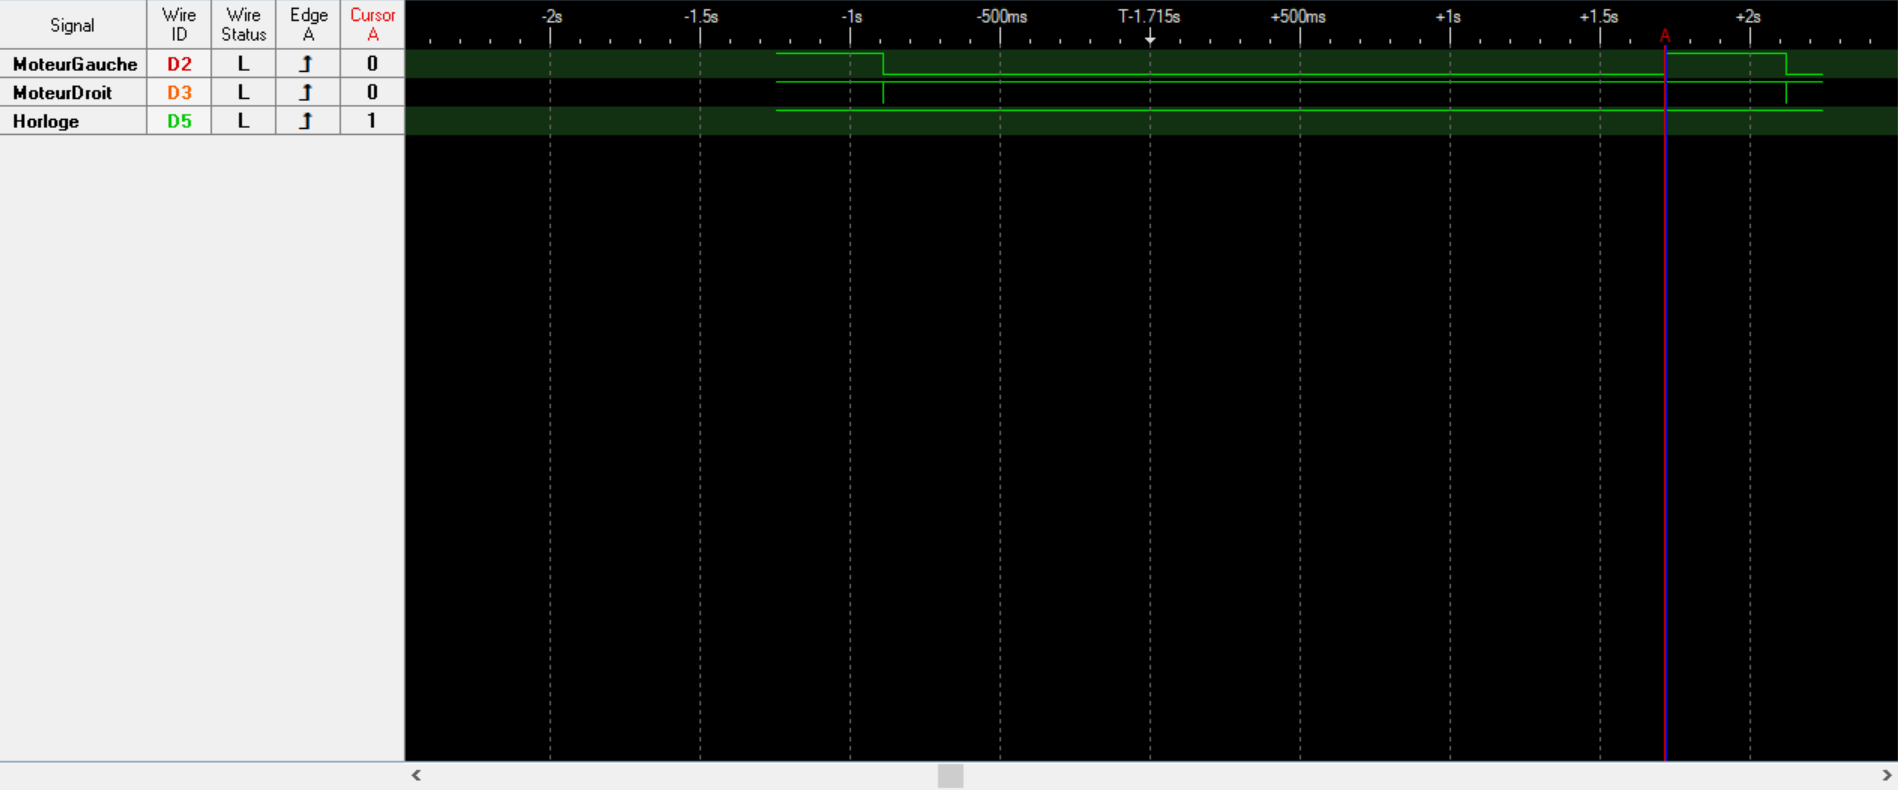 Signal Wire ID Wire Status Edge A Cursor A
-2s -1.5s -1s -500ms T-1.715s +500ms +1s +1.5s +2s
A
MoteurGauche D2 L 0
MoteurDroit D3 L 0
Horloge D5 L 1